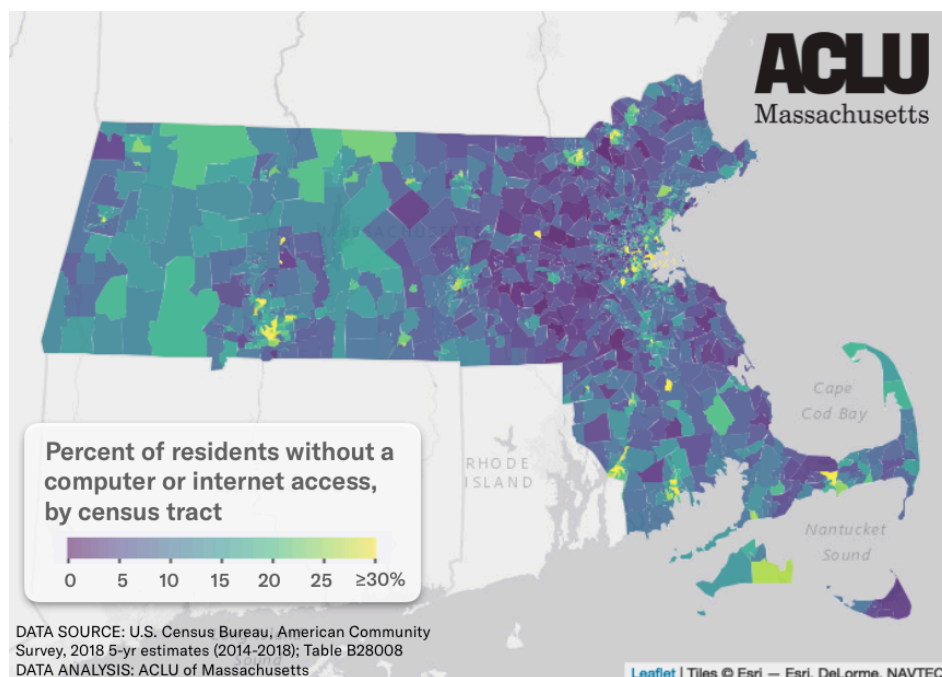 ACLU
Massachusetts
MASSACHUSETTS
Cape
Cod Bay
RHODE
ISLAND
Nantucket
Sound
Percent of residents without a
computer or internet access,
by census tract
0 5 10 15 20 25 ≥30%
DATA SOURCE: U.S. Census Bureau, American Community
Survey, 2018 5-yr estimates (2014-2018); Table B28008
Sound
DATA ANALYSIS: ACLU of Massachusetts
Leaflet | Tiles © Esri — Esri, DeLorme, NAVTEQ